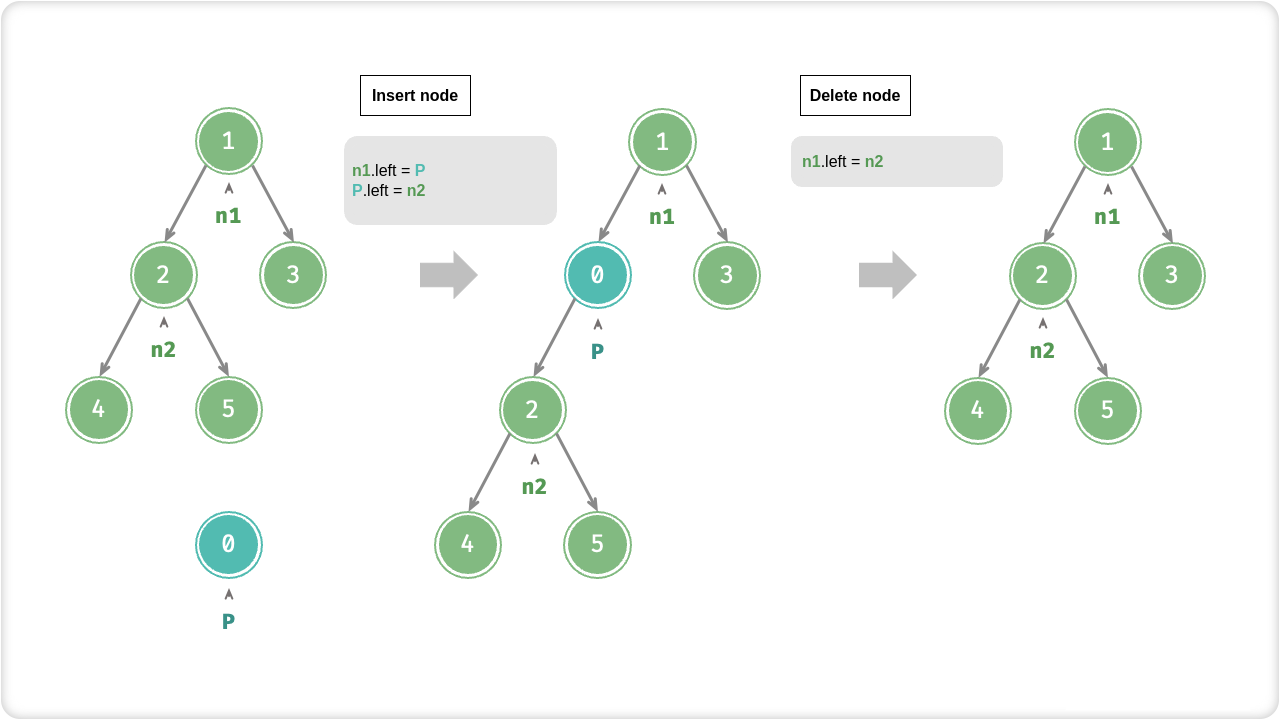 Insert node
n1.left = P
P.left = n2
Delete node
n1.left = n2
1
n1
2
3
n2
4
5
0
P
1
n1
0
3
P
2
n2
4
5
1
n1
2
3
n2
4
5